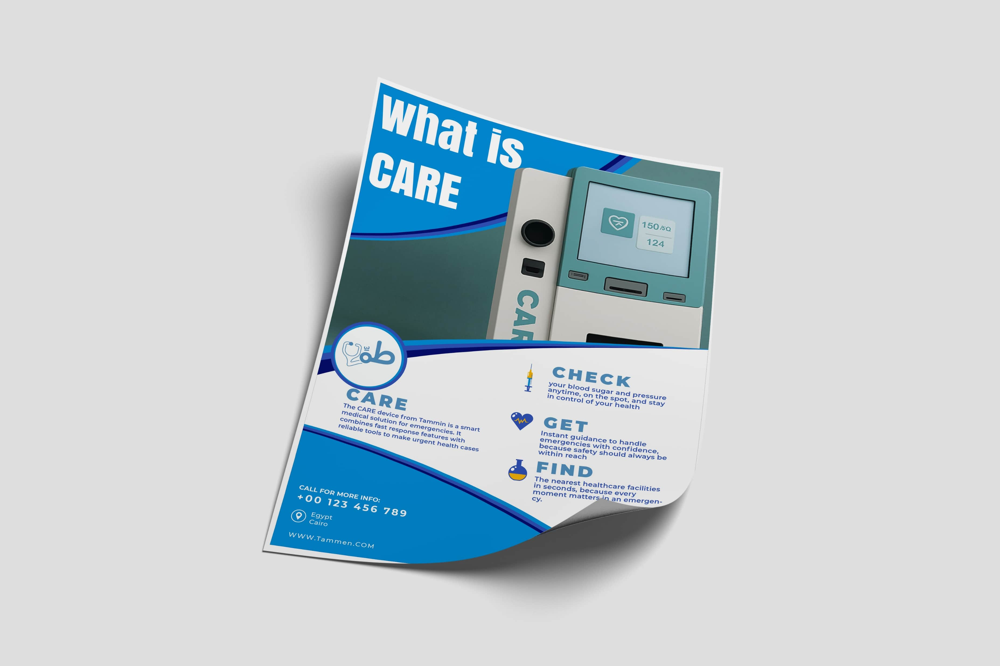 What is
CARE
150/5Q
124
CAR
طمن
CARE
The CARE device from Tammin is a smart
medical solution for emergencies. It
combines fast response features with
reliable tools to make urgent health cases
CHECK
your blood sugar and pressure
anytime, on the spot, and stay
in control of your health
GET
Instant guidance to handle
emergencies with confidence,
because safety should always be
within reach
FIND
The nearest healthcare facilities
in seconds, because every
moment matters in an emergen-
cy.
CALL FOR MORE INFO:
+00 123 456 789
Egypt
Cairo
WWW.Tammen.COM